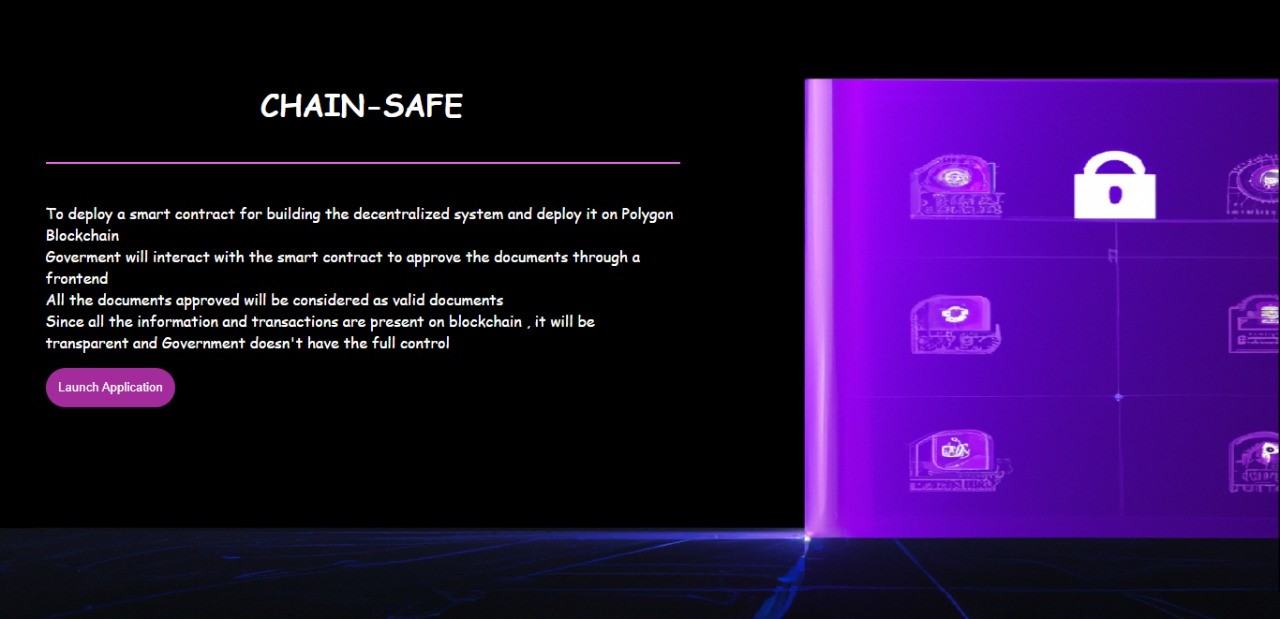 CHAIN-SAFE
To deploy a smart contract for building the decentralized system and deploy it on Polygon
Blockchain
Goverment will interact with the smart contract to approve the documents through a
frontend
All the documents approved will be considered as valid documents
Since all the information and transactions are present on blockchain , it will be
transparent and Government doesn't have the full control
Launch Application